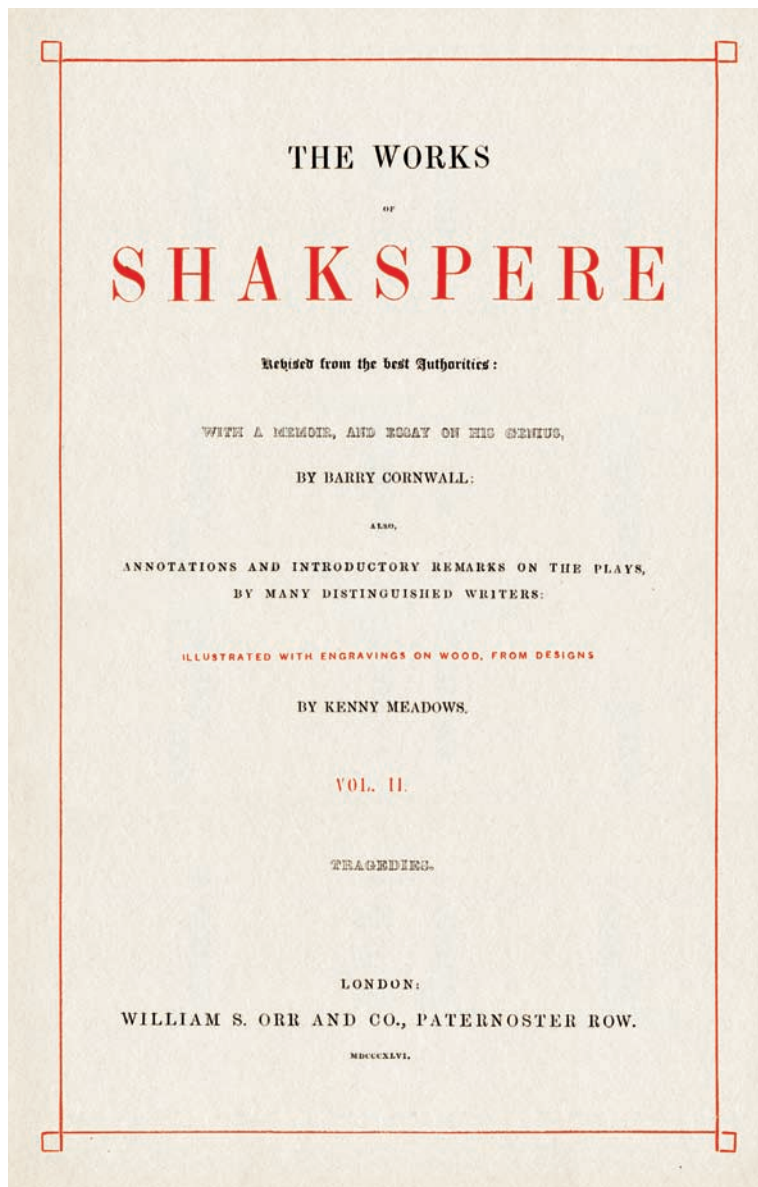 THE WORKS
OF
SHAKSPERE
Revised from the best Authorities:
WITH A MEMOIR, AND ESSAY ON HIS GENIUS,
BY BARRY CORNWALL:
ALSO,
ANNOTATIONS AND INTRODUCTORY REMARKS ON THE PLAYS,
BY MANY DISTINGUISHED WRITERS:
ILLUSTRATED WITH ENGRAVINGS ON WOOD, FROM DESIGNS
BY KENNY MEADOWS.
VOL. II.
TRAGEDIES.
LONDON:
WILLIAM S. ORR AND CO., PATERNOSTER ROW.
MDCCCXLVI.